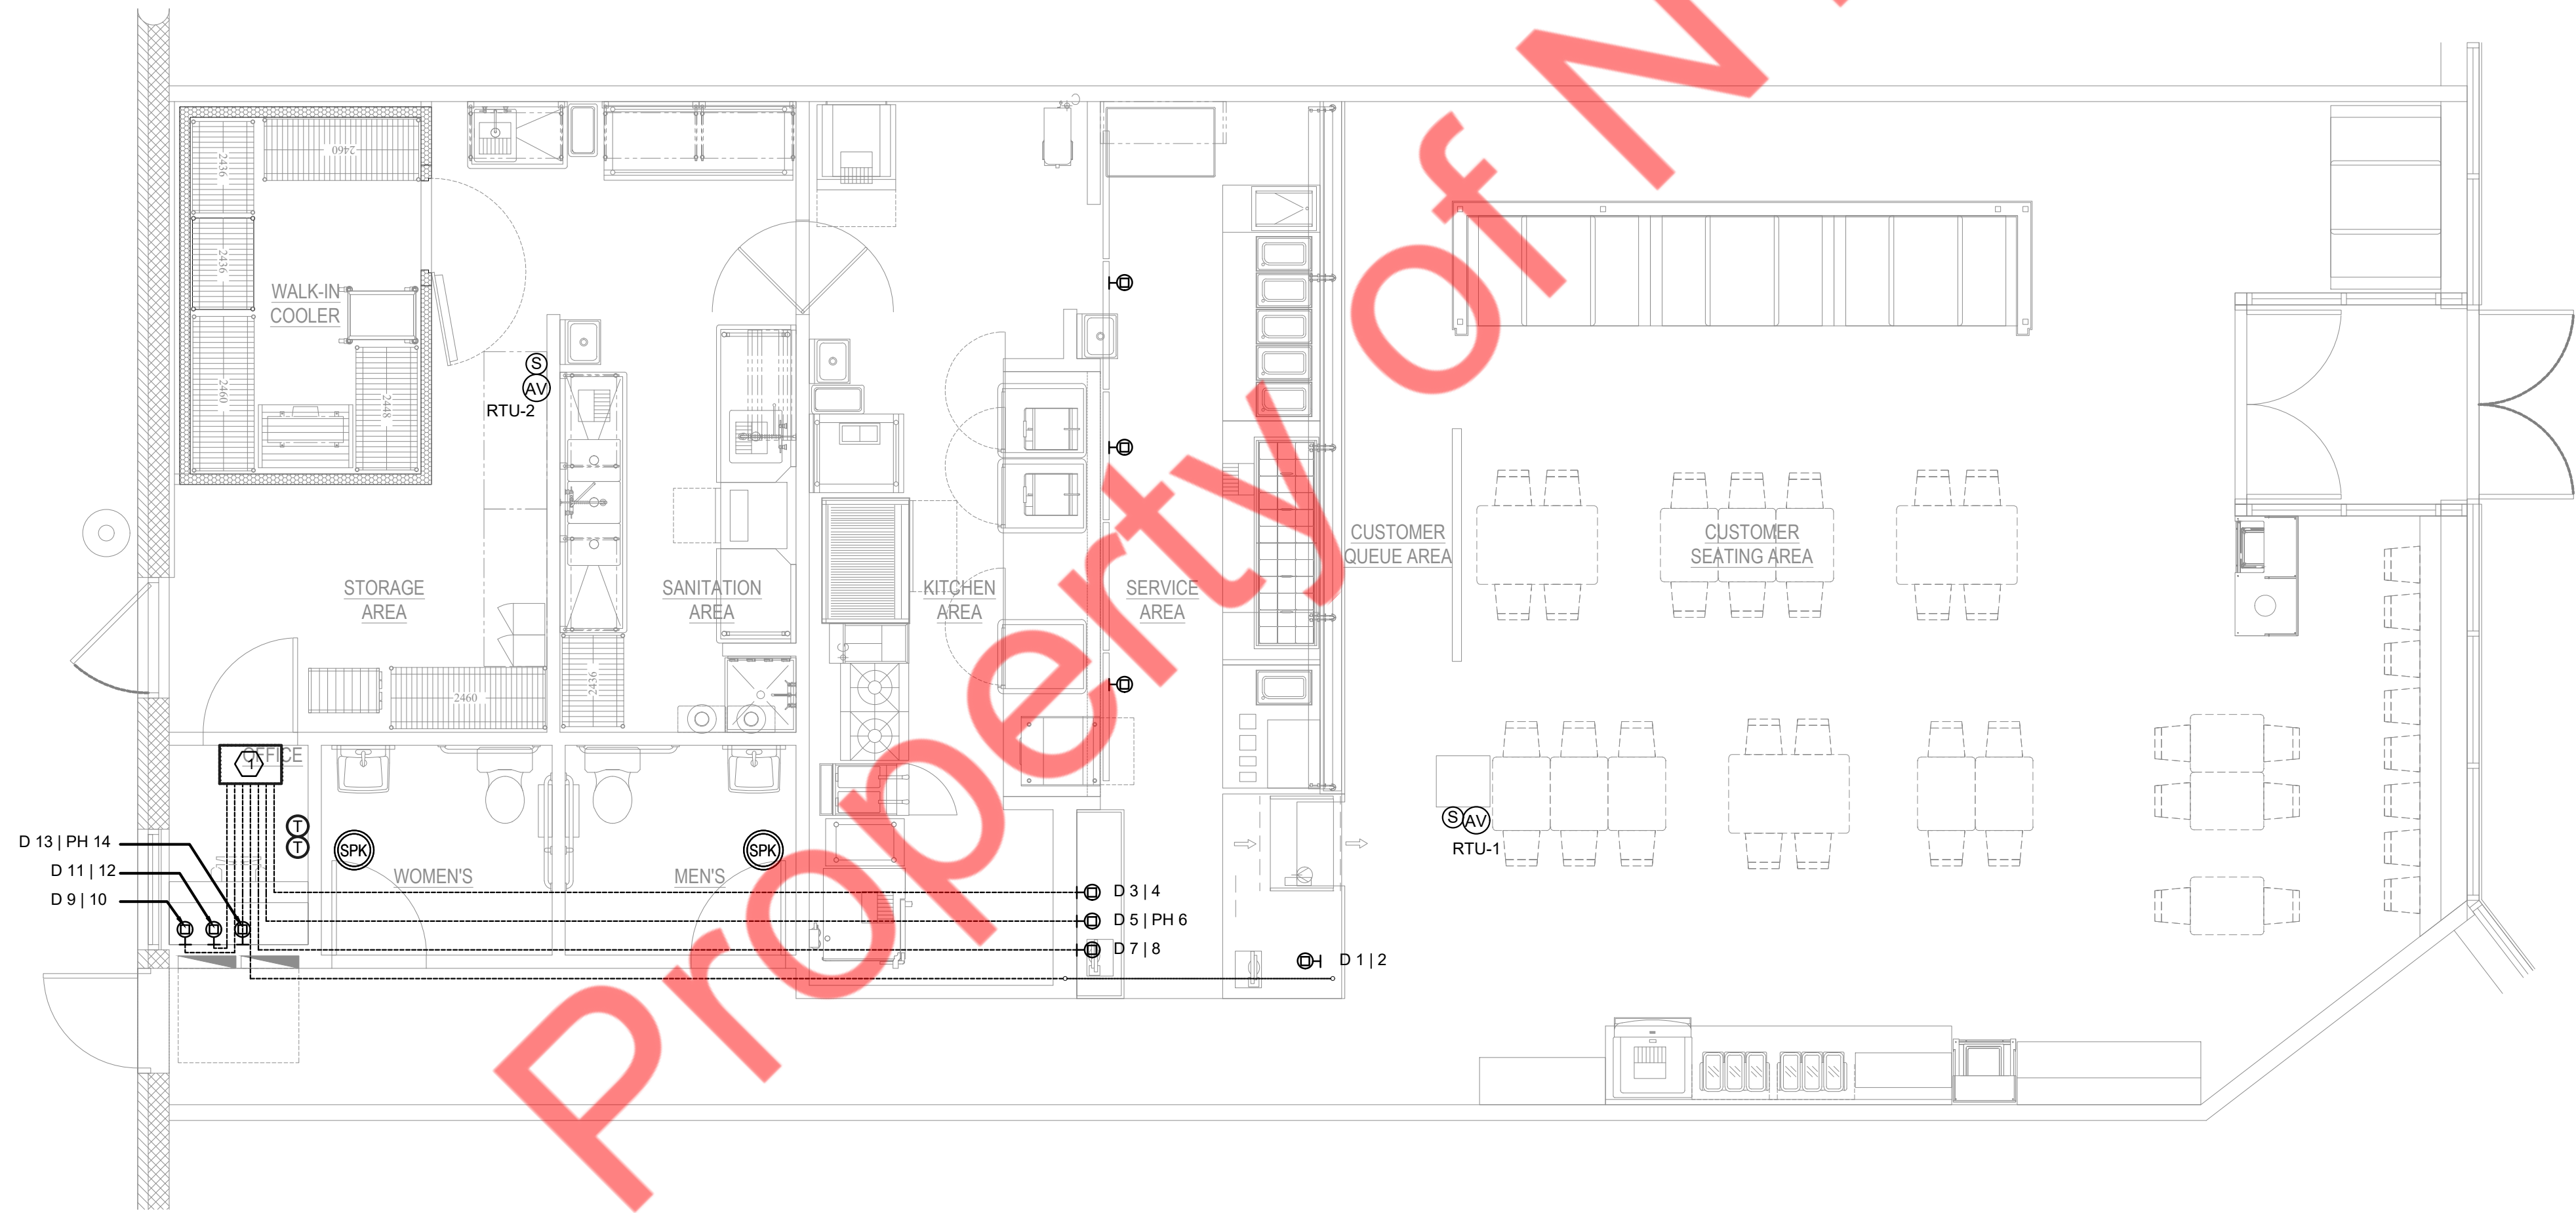 Property of N
2436
2460
2436
WALK-IN
COOLER
2460
2448
S
AV
RTU-2
CUSTOMER
QUEUE AREA
CUSTOMER
SEATING AREA
STORAGE
AREA
SANITATION
AREA
KITCHEN
AREA
SERVICE
AREA
2460
2436
OFFICE
1
T
T
SPK
SPK
WOMEN'S
MEN'S
S
AV
RTU-1
D 13 | PH 14
D 11 | 12
D 9 | 10
D 3 | 4
D 5 | PH 6
D 7 | 8
D 1 | 2